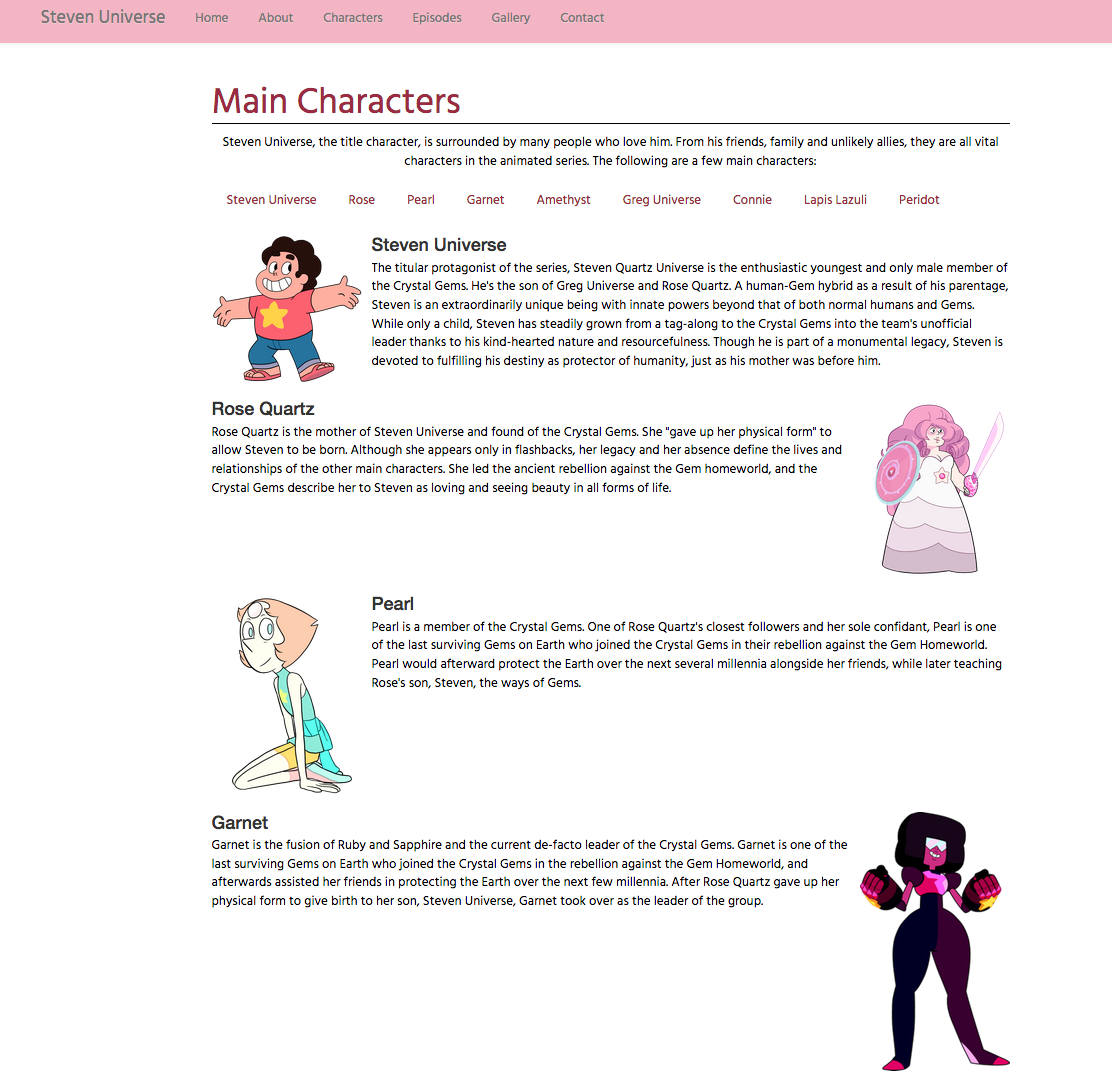 Steven Universe Home About Characters Episodes Gallery Contact
Main Characters
Steven Universe, the title character, is surrounded by many people who love him. From his friends, family and unlikely allies, they are all vital
characters in the animated series. The following are a few main characters:
Steven Universe Rose Pearl Garnet Amethyst Greg Universe Connie Lapis Lazuli Peridot
Steven Universe
The titular protagonist of the series, Steven Quartz Universe is the enthusiastic youngest and only male member of
the Crystal Gems. He's the son of Greg Universe and Rose Quartz. A human-Gem hybrid as a result of his parentage,
Steven is an extraordinarily unique being with innate powers beyond that of both normal humans and Gems.
While only a child, Steven has steadily grown from a tag-along to the Crystal Gems into the team's unofficial
leader thanks to his kind-hearted nature and resourcefulness. Though he is part of a monumental legacy, Steven is
devoted to fulfilling his destiny as protector of humanity, just as his mother was before him.
Rose Quartz
Rose Quartz is the mother of Steven Universe and found of the Crystal Gems. She "gave up her physical form" to
allow Steven to be born. Although she appears only in flashbacks, her legacy and her absence define the lives and
relationships of the other main characters. She led the ancient rebellion against the Gem homeworld, and the
Crystal Gems describe her to Steven as loving and seeing beauty in all forms of life.
Pearl
Pearl is a member of the Crystal Gems. One of Rose Quartz's closest followers and her sole confidant, Pearl is one
of the last surviving Gems on Earth who joined the Crystal Gems in their rebellion against the Gem Homeworld.
Pearl would afterward protect the Earth over the next several millennia alongside her friends, while later teaching
Rose's son, Steven, the ways of Gems.
Garnet
Garnet is the fusion of Ruby and Sapphire and the current de-facto leader of the Crystal Gems. Garnet is one of the
last surviving Gems on Earth who joined the Crystal Gems in the rebellion against the Gem Homeworld, and
afterwards assisted her friends in protecting the Earth over the next few millennia. After Rose Quartz gave up her
physical form to give birth to her son, Steven Universe, Garnet took over as the leader of the group.